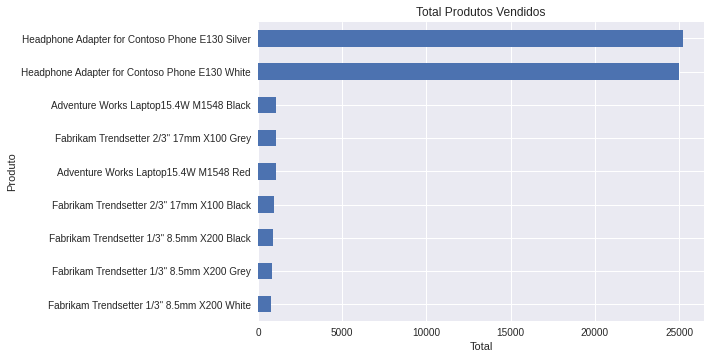 Total Produtos Vendidos
Produto
Headphone Adapter for Contoso Phone E130 Silver
Headphone Adapter for Contoso Phone E130 White
Adventure Works Laptop15.4W M1548 Black
Fabrikam Trendsetter 2/3" 17mm X100 Grey
Adventure Works Laptop15.4W M1548 Red
Fabrikam Trendsetter 2/3" 17mm X100 Black
Fabrikam Trendsetter 1/3" 8.5mm X200 Black
Fabrikam Trendsetter 1/3" 8.5mm X200 Grey
Fabrikam Trendsetter 1/3" 8.5mm X200 White
0 5000 10000 15000 20000 25000
Total